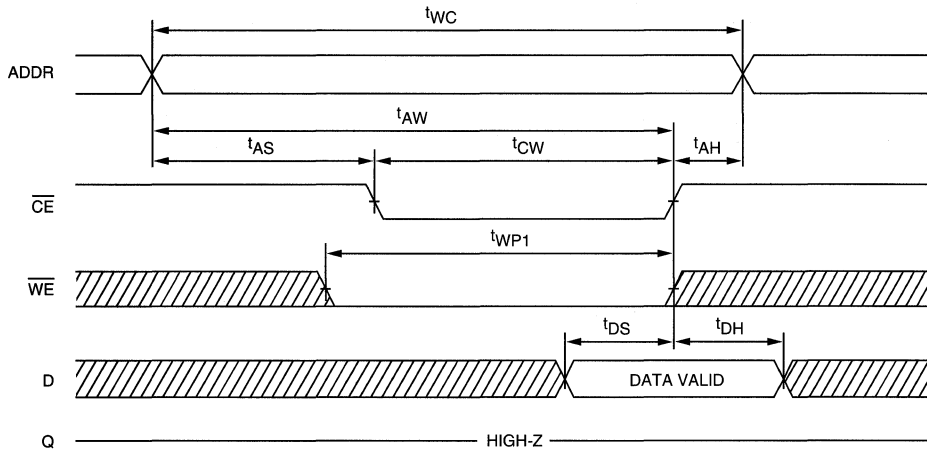 tWC
ADDR
tAW
tAS tCW tAH
CE
tWP1
WE
tDS tDH
D DATA VALID
Q HIGH-Z